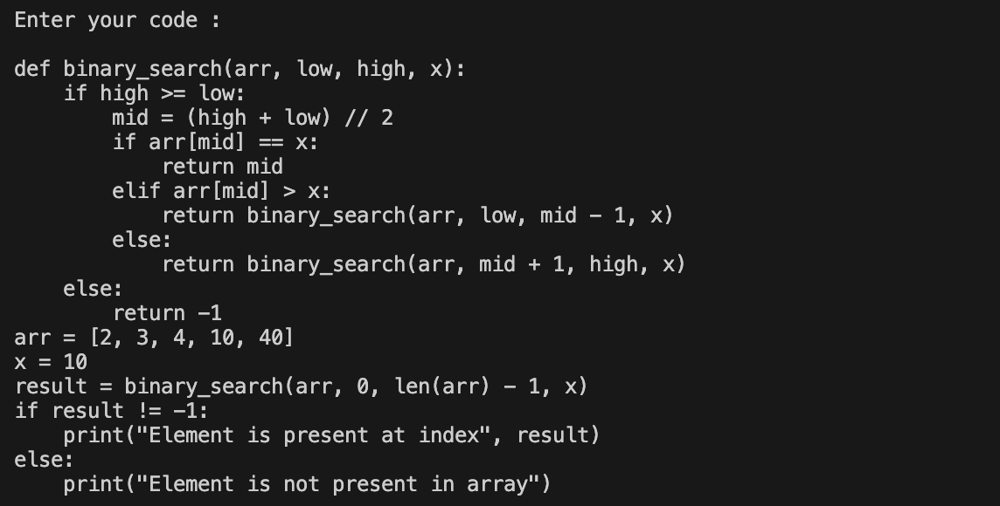 Enter your code :
def binary_search(arr, low, high, x):
    if high >= low:
        mid = (high + low) // 2
        if arr[mid] == x:
            return mid
        elif arr[mid] > x:
            return binary_search(arr, low, mid - 1, x)
        else:
            return binary_search(arr, mid + 1, high, x)
    else:
        return -1
arr = [2, 3, 4, 10, 40]
x = 10
result = binary_search(arr, 0, len(arr) - 1, x)
if result != -1:
    print("Element is present at index", result)
else:
    print("Element is not present in array")